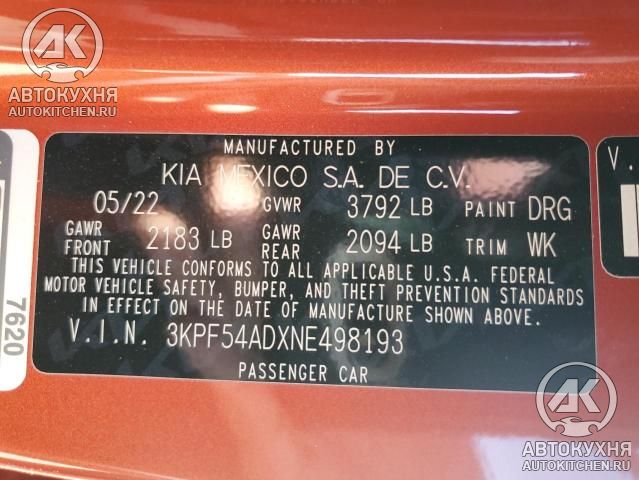 АК
АВТОКУХНЯ
AUTOKITCHEN.RU
MANUFACTURED BY
KIA MEXICO S.A. DE C.V.
05/22 GVWR 3792 LB PAINT DRG
GAWR FRONT 2183 LB GAWR REAR 2094 LB TRIM WK
THIS VEHICLE CONFORMS TO ALL APPLICABLE U.S.A. FEDERAL
MOTOR VEHICLE SAFETY, BUMPER, AND THEFT PREVENTION STANDARDS
IN EFFECT ON THE DATE OF MANUFACTURE SHOWN ABOVE
V.I.N. 3KPF54ADXNE498193
PASSENGER CAR
7620
V.
АК
АВТОКУХНЯ
AUTOKITCHEN.RU